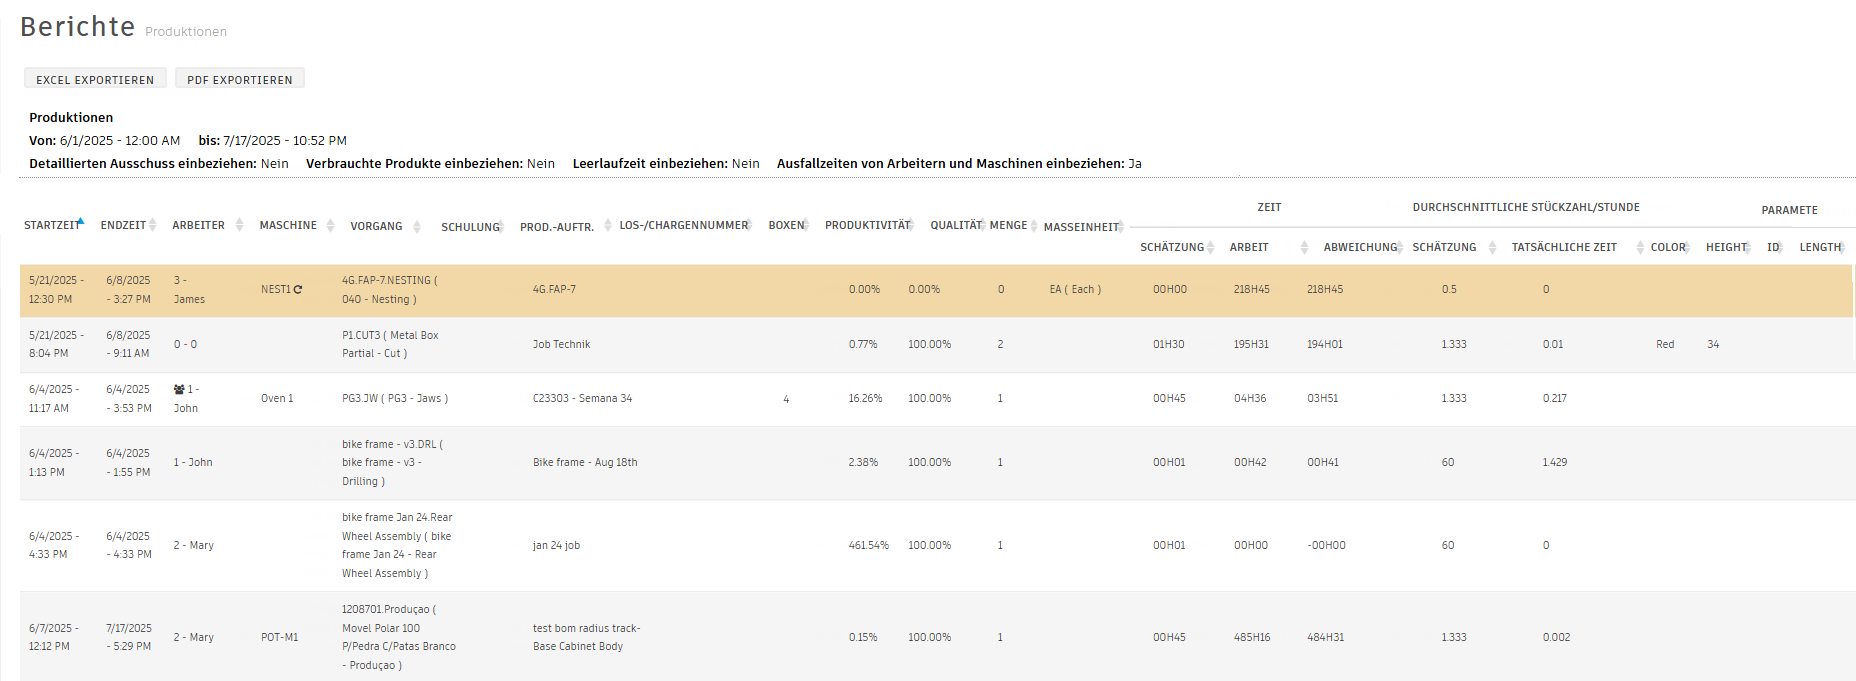 Berichte Produktionen
EXCEL EXPORTIEREN PDF EXPORTIEREN
Produktionen
Von: 6/1/2025 - 12:00 AM bis: 7/17/2025 - 10:52 PM
Detaillierten Ausschuss einbeziehen: Nein Verbrauchte Produkte einbeziehen: Nein Leerlaufzeit einbeziehen: Nein Ausfallzeiten von Arbeitern und Maschinen einbeziehen: Ja
ZEIT DURCHSCHNITTLICHE STÜCKZAHL/STUNDE PARAMETE
STARTZEIT ENDZEIT ARBEITER MASCHINE VORGANG SCHULUNG PROD.-AUFTR. LOS-/CHARGENNUMMER BOXEN PRODUKTIVITÄT QUALITÄT MENGE MASSEINHEIT
SCHÄTZUNG ARBEIT ABWEICHUNG SCHÄTZUNG TATSÄCHLICHE ZEIT COLOR HEIGHT ID LENGTH
5/21/2025 - 6/8/2025 3 - 4G.FAP-7.NESTING (
NEST1 4G.FAP-7 0.00% 0.00% 0 EA ( Each ) 00H00 218H45 218H45 0.5 0
12:30 PM - 3:27 PM James 040 - Nesting )
5/21/2025 - 6/8/2025 P1.CUT3 ( Metal Box
0 - 0 Job Technik 0.77% 100.00% 2 01H30 195H31 194H01 1.333 0.01 Red 34
8:04 PM - 9:11 AM Partial - Cut )
6/4/2025 - 6/4/2025 1 -
Oven 1 PG3.JW ( PG3 - Jaws ) C23303 - Semana 34 4 16.26% 100.00% 1 00H45 04H36 03H51 1.333 0.217
11:17 AM - 3:53 PM John
bike frame - v3.DRL (
6/4/2025 - 6/4/2025
1 - John bike frame - v3 - Bike frame - Aug 18th 2.38% 100.00% 1 00H01 00H42 00H41 60 1.429
1:13 PM - 1:55 PM
Drilling )
bike frame Jan 24.Rear
6/4/2025 - 6/4/2025 Wheel Assembly ( bike
2 - Mary jan 24 job 461.54% 100.00% 1 00H01 00H00 -00H00 60 0
4:33 PM - 4:33 PM frame Jan 24 - Rear
Wheel Assembly )
1208701.Produçao (
6/7/2025 - 7/17/2025 Movel Polar 100 test bom radius track-
2 - Mary POT-M1 0.15% 100.00% 1 00H45 485H16 484H31 1.333 0.002
12:12 PM - 5:29 PM P/Pedra C/Patas Branco Base Cabinet Body
- Produçao )